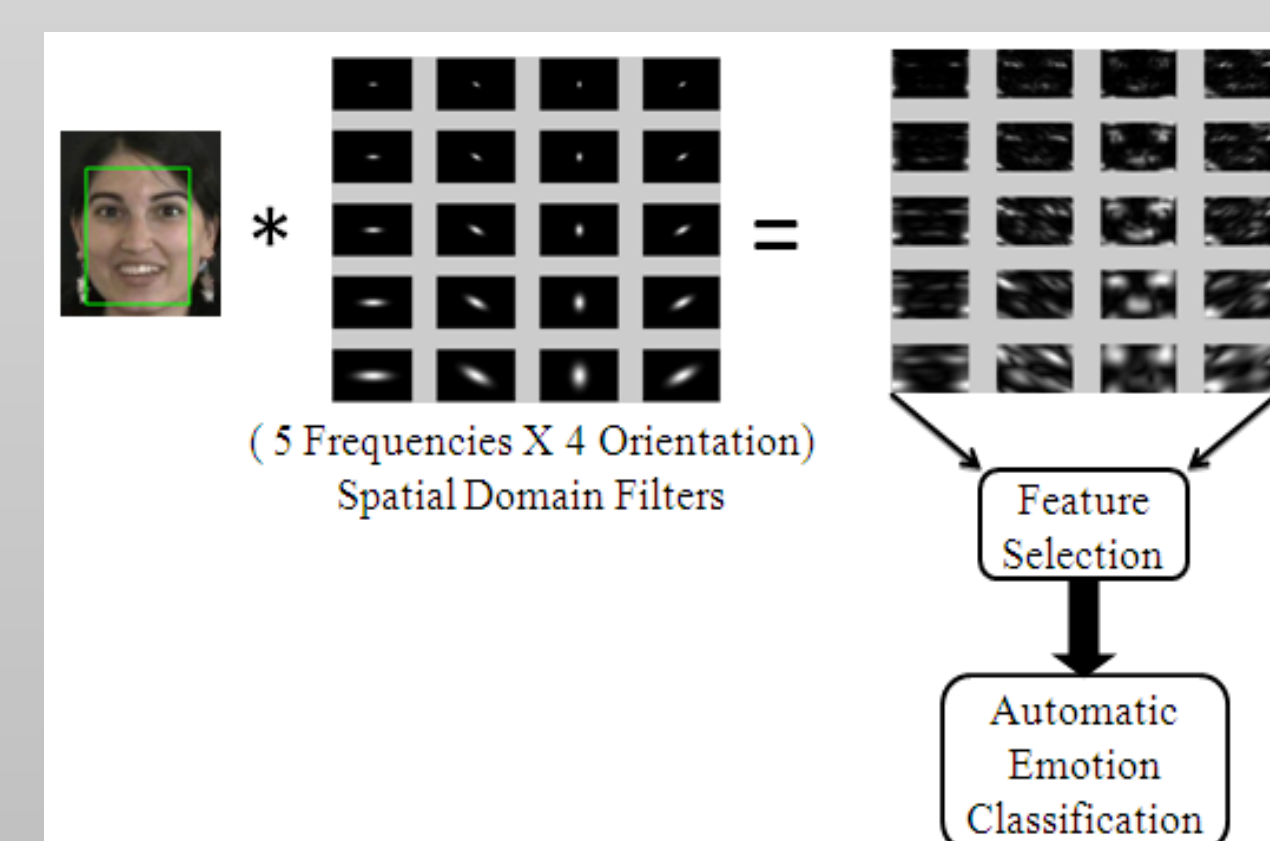 *
=
( 5 Frequencies X 4 Orientation)
Spatial Domain Filters
Feature
Selection
Automatic
Emotion
Classification